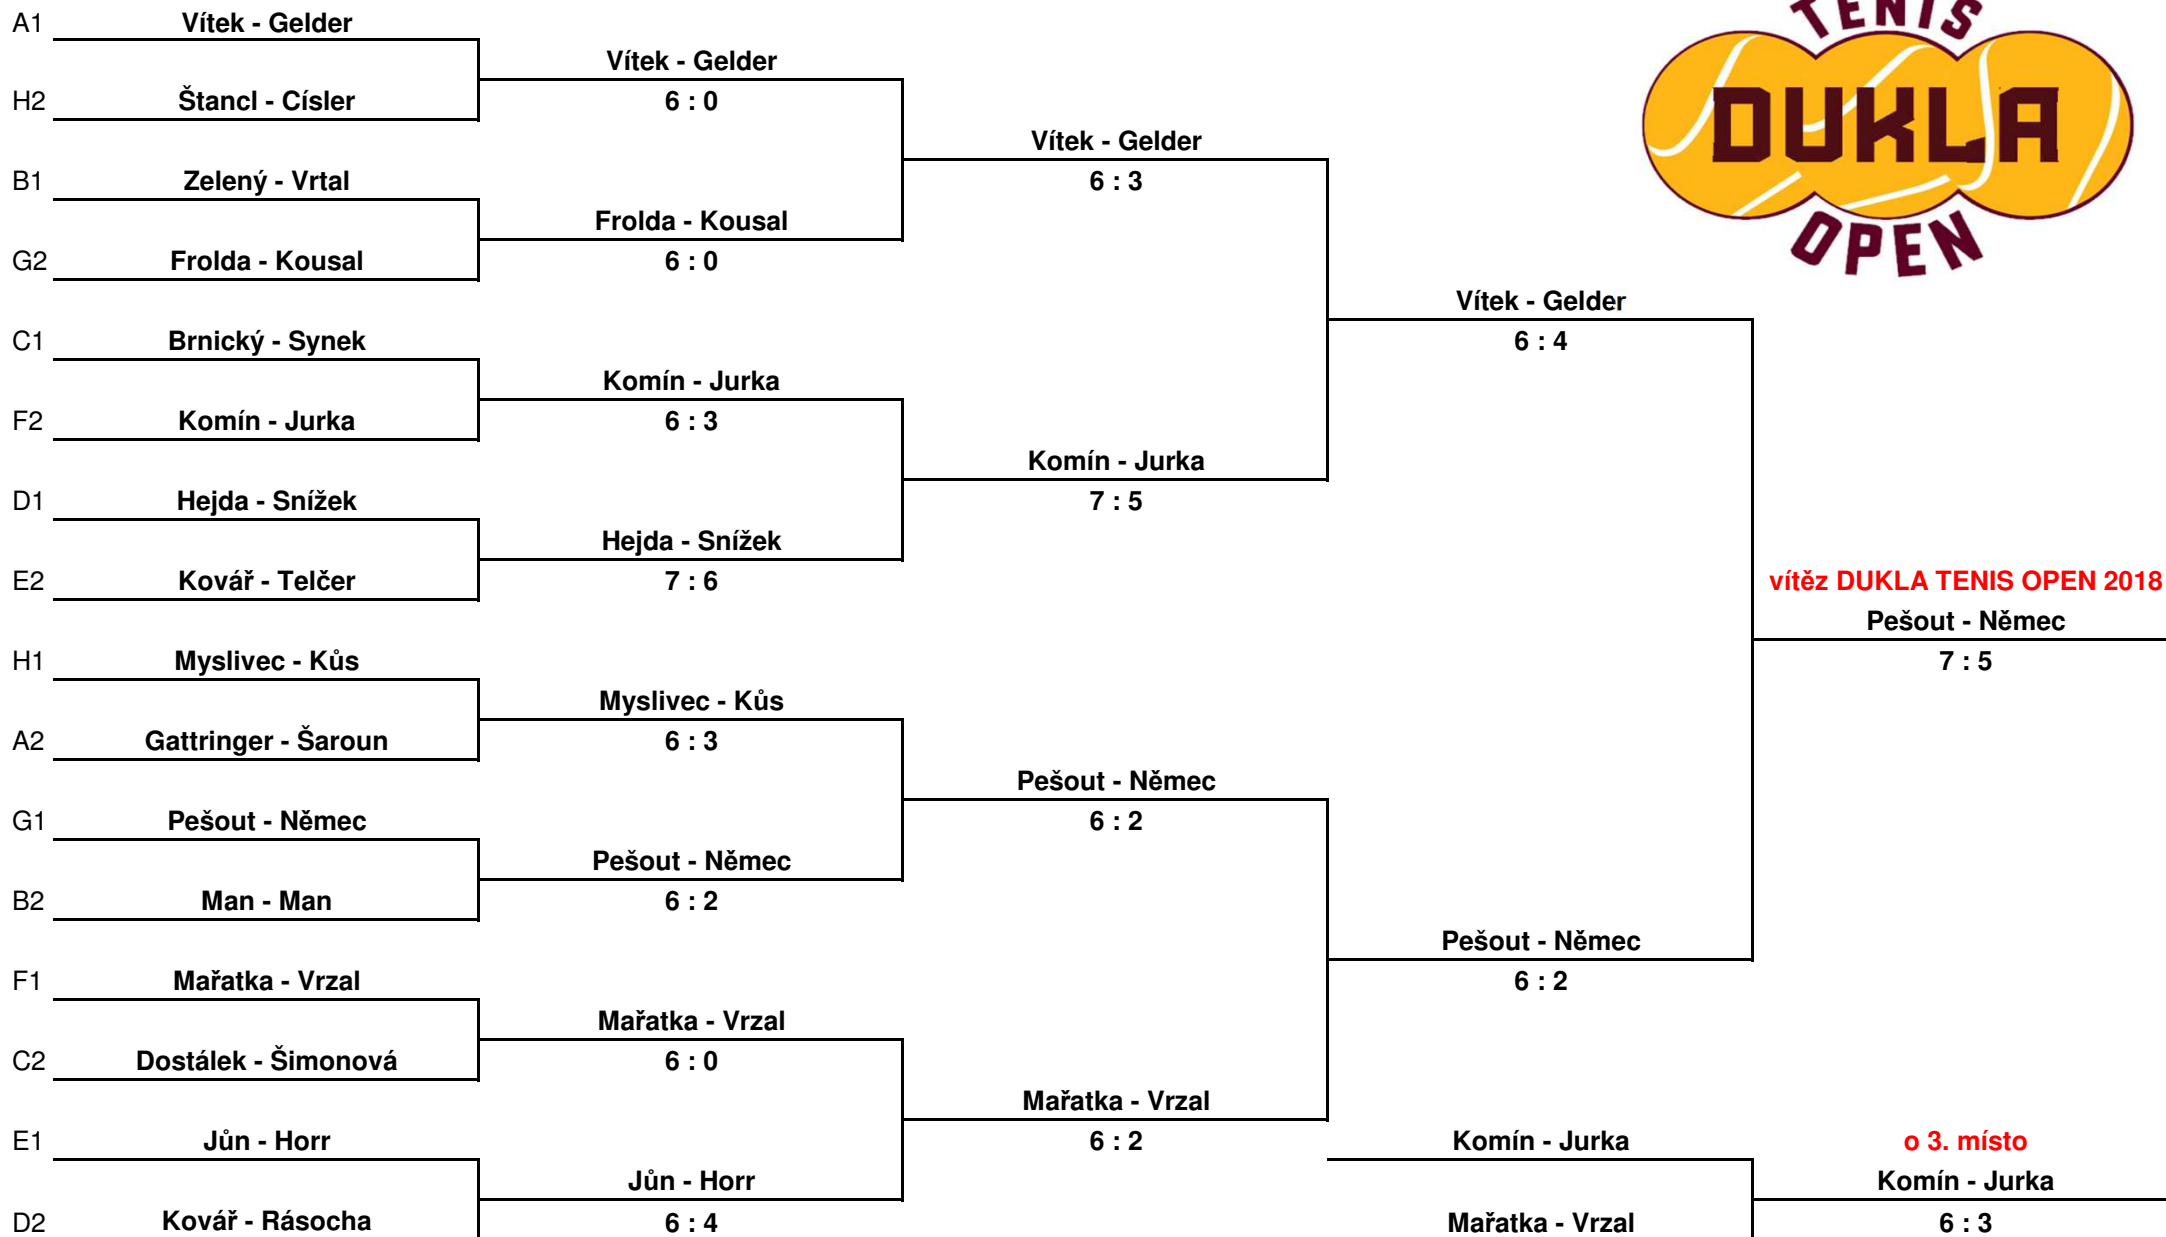 TENIS
DUKLA
OPEN
A1 Vítek - Gelder
Vítek - Gelder
H2 Štancl - Císler
6 : 0
Vítek - Gelder
B1 Zelený - Vrtal
6 : 3
Frolda - Kousal
G2 Frolda - Kousal
6 : 0
Vítek - Gelder
C1 Brnický - Synek
6 : 4
Komín - Jurka
F2 Komín - Jurka
6 : 3
Komín - Jurka
D1 Hejda - Snížek
7 : 5
Hejda - Snížek
E2 Kovář - Telčer
7 : 6
vítěz DUKLA TENIS OPEN 2018
Pešout - Němec
H1 Myslivec - Kůs
7 : 5
Myslivec - Kůs
A2 Gattringer - Šaroun
6 : 3
Pešout - Němec
G1 Pešout - Němec
6 : 2
Pešout - Němec
B2 Man - Man
6 : 2
Pešout - Němec
F1 Mařatka - Vrzal
6 : 2
Mařatka - Vrzal
C2 Dostálek - Šimonová
6 : 0
Mařatka - Vrzal
E1 Jůn - Horr
6 : 2
Komín - Jurka
o 3. místo
Jůn - Horr
Komín - Jurka
D2 Kovář - Rásocha
6 : 4
Mařatka - Vrzal
6 : 3